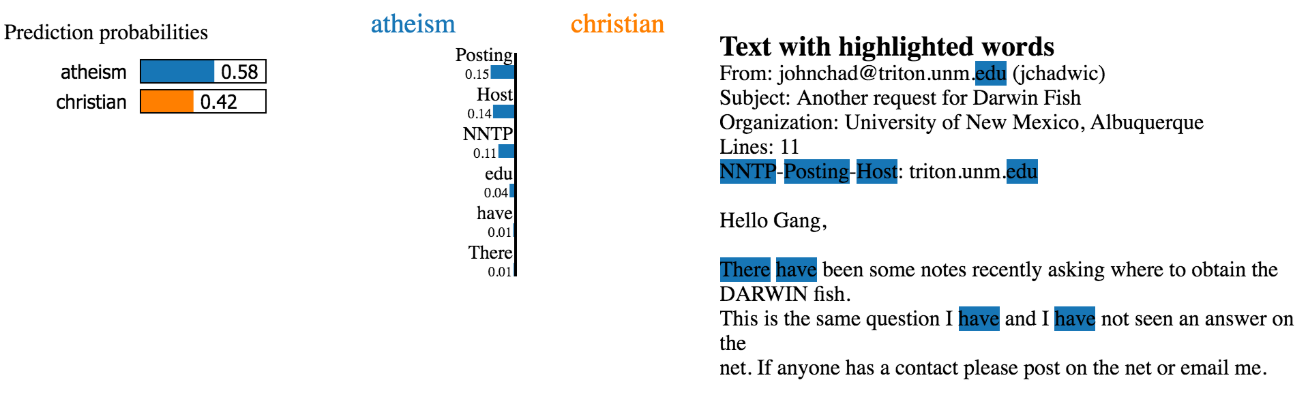 Prediction probabilities
atheism 0.58
christian 0.42
atheism christian
Posting
0.15
Host
0.14
NNTP
0.11
edu
0.04
have
0.01
There
0.01
Text with highlighted words
From: johnchad@triton.unm.edu (jchadwic)
Subject: Another request for Darwin Fish
Organization: University of New Mexico, Albuquerque
Lines: 11
NNTP-Posting-Host: triton.unm.edu
Hello Gang,
There have been some notes recently asking where to obtain the
DARWIN fish.
This is the same question I have and I have not seen an answer on
the
net. If anyone has a contact please post on the net or email me.